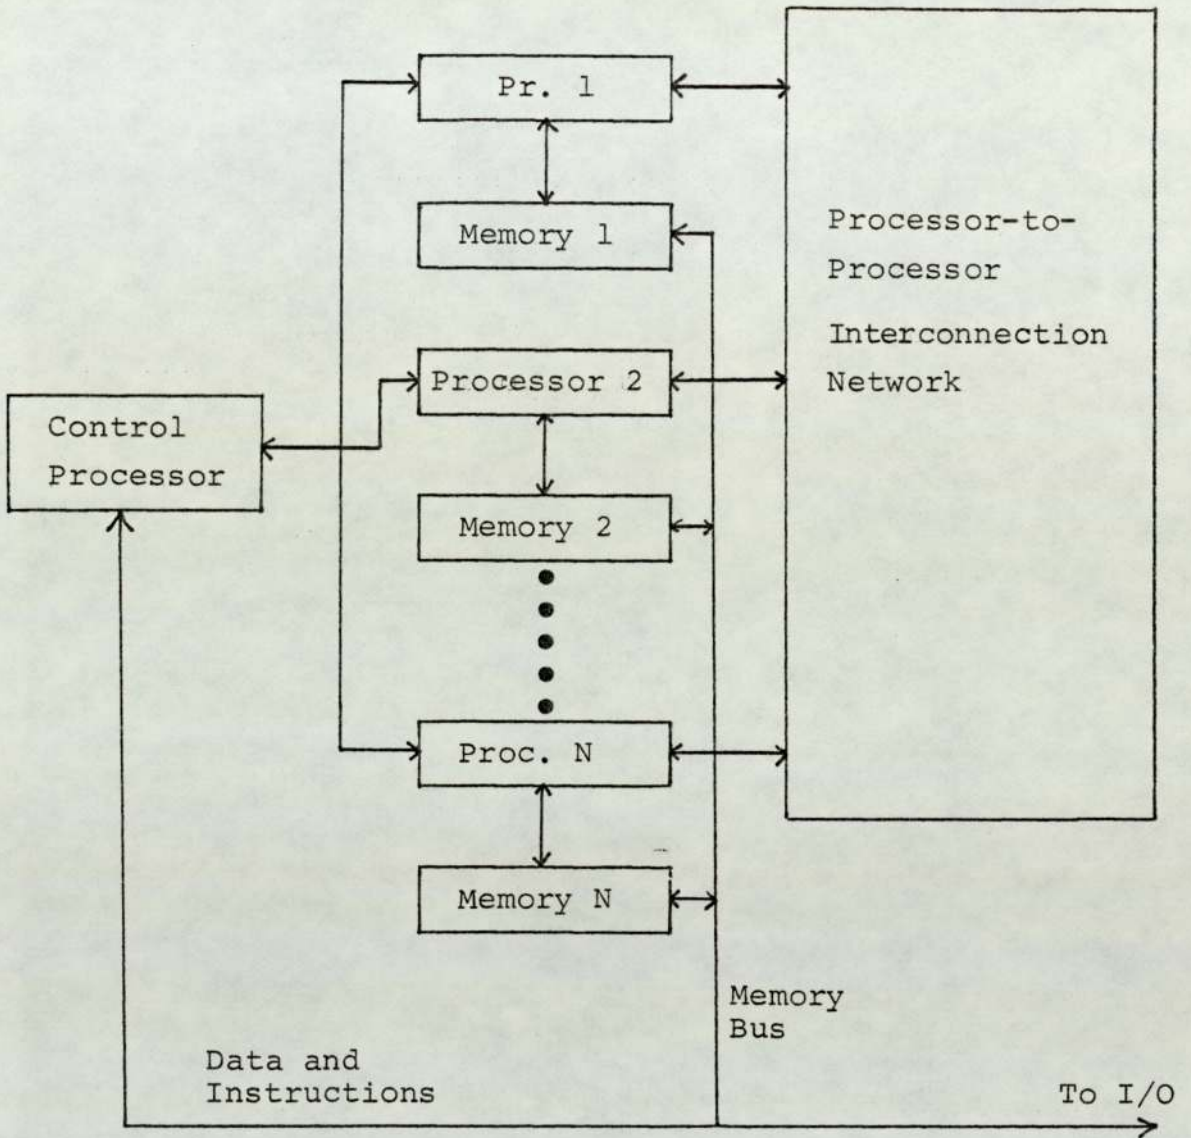 Pr. 1
Memory 1
Processor-to-
Processor
Interconnection
Network
Processor 2
Control
Processor
Memory 2
Proc. N
Memory N
Memory
Bus
Data and
Instructions
To I/O